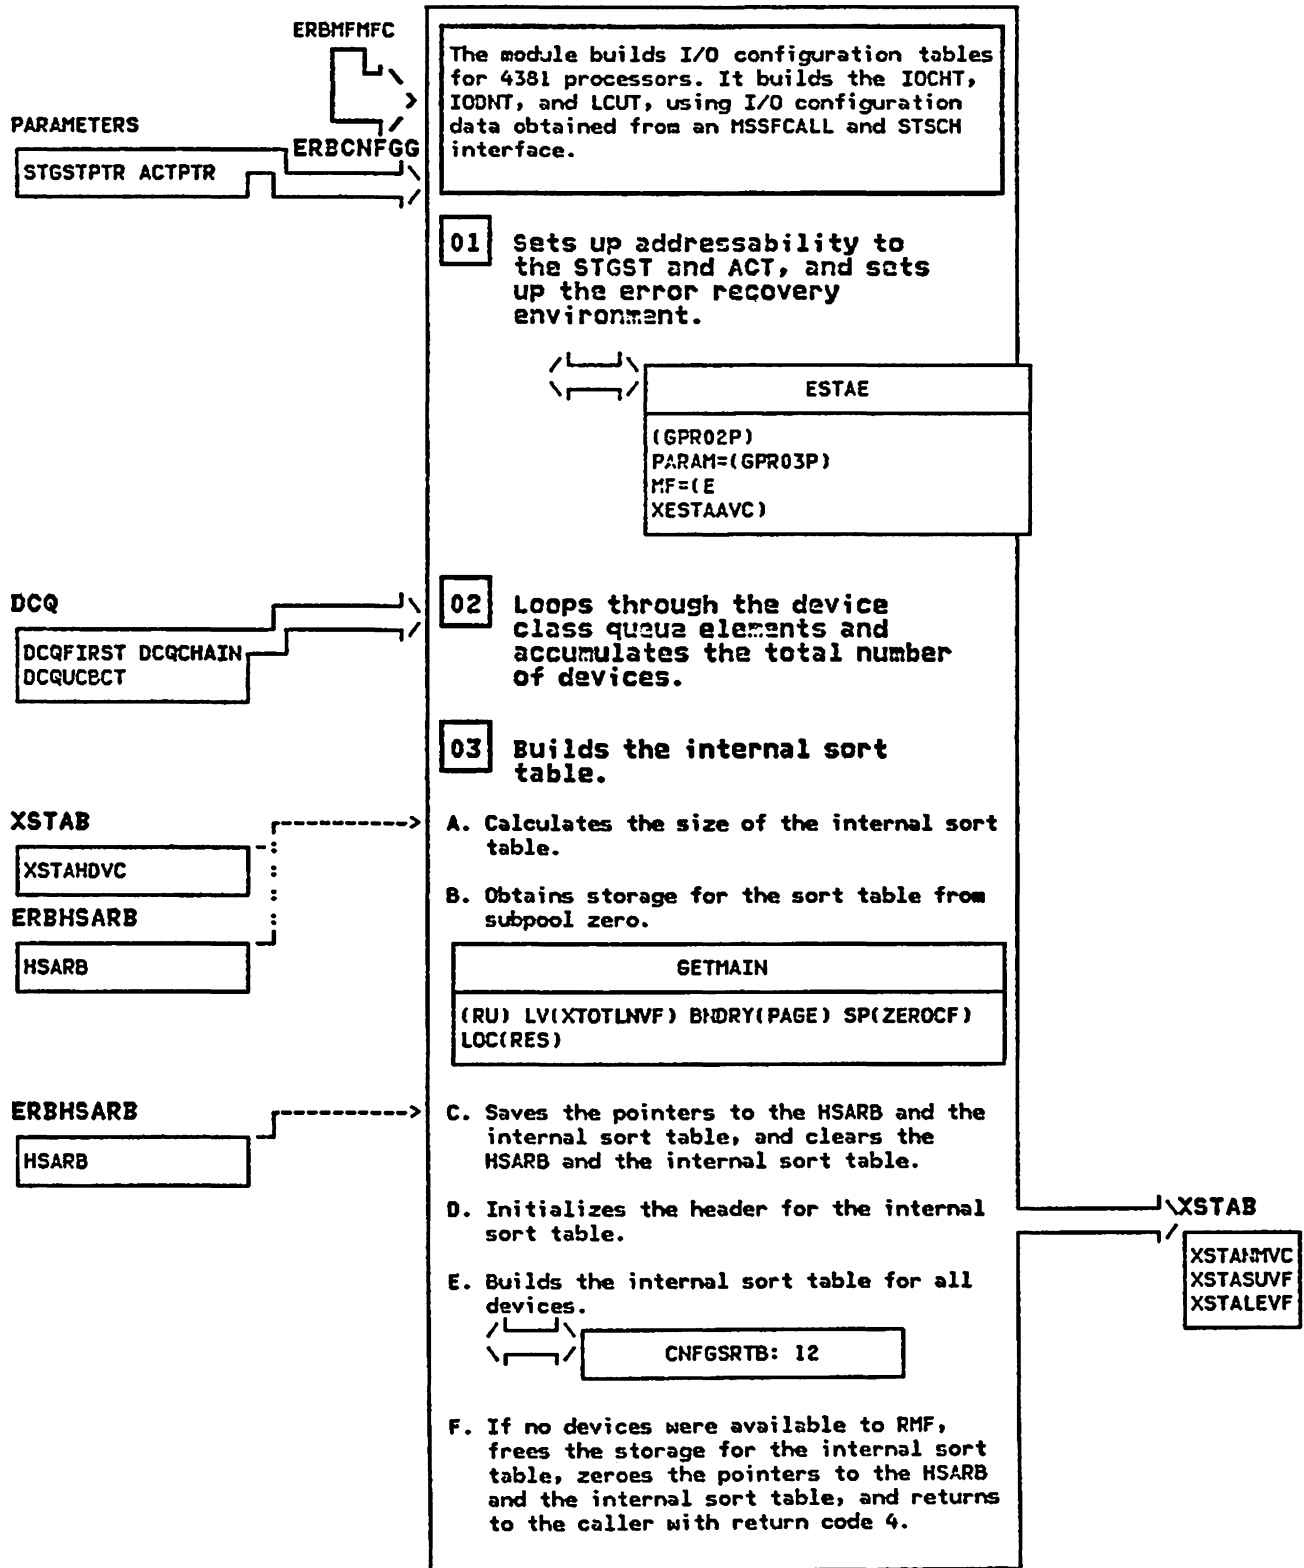 ERBMFMFC
The module builds I/O configuration tables
for 4381 processors. It builds the IOCHT,
IODNT, and LCUT, using I/O configuration
data obtained from an MSSFCALL and STSCH
interface.
PARAMETERS
ERBCNFGG
STGSTPTR ACTPTR
01 Sets up addressability to
the STGST and ACT, and sets
up the error recovery
environment.
ESTAE
(GPR02P)
PARAM=(GPR03P)
MF=(E
XESTAAVC)
DCQ
DCQFIRST DCQCHAIN
DCQUCBCT
02 Loops through the device
class queue elements and
accumulates the total number
of devices.
03 Builds the internal sort
table.
XSTAB
XSTAHDVC
ERBHSARB
HSARB
A. Calculates the size of the internal sort
table.
B. Obtains storage for the sort table from
subpool zero.
GETMAIN
(RU) LV(XTOTLNVF) BNDRY(PAGE) SP(ZEROCF)
LOC(RES)
ERBHSARB
HSARB
C. Saves the pointers to the HSARB and the
internal sort table, and clears the
HSARB and the internal sort table.
D. Initializes the header for the internal
sort table.
XSTAB
XSTANMVC
XSTASUVF
XSTALEVF
E. Builds the internal sort table for all
devices.
CNFGSRTB: 12
F. If no devices were available to RMF,
frees the storage for the internal sort
table, zeroes the pointers to the HSARB
and the internal sort table, and returns
to the caller with return code 4.